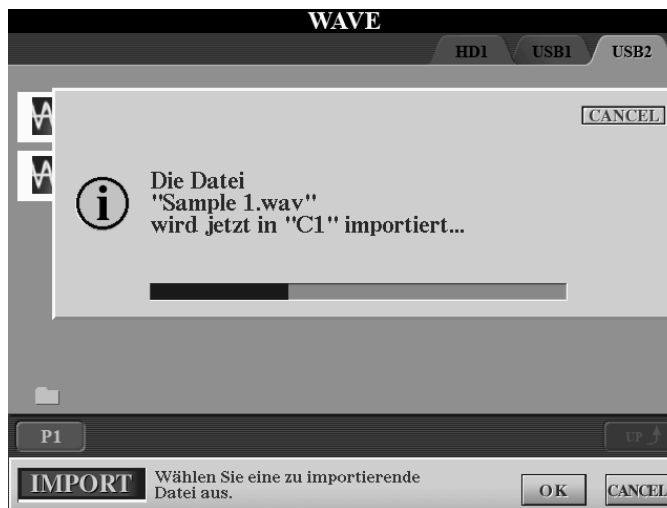 WAVE
HD1 USB1 USB2
CANCEL
Die Datei
"Sample 1.wav"
wird jetzt in "C1" importiert...
P1
UP
IMPORT
Wählen Sie eine zu importierende
Datei aus.
OK
CANCEL